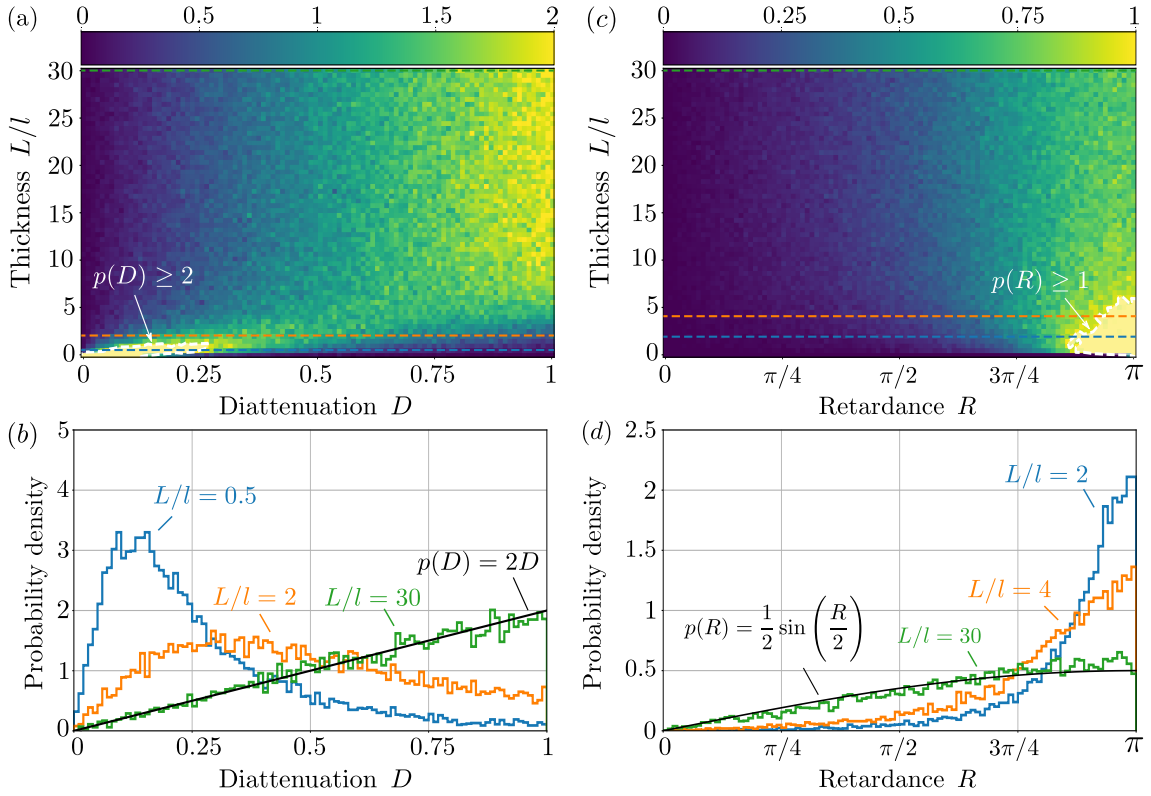 (a)
0 0.5 1 1.5 2
Thickness L/l
30
25
20
15
10
5
0
p(D) ≥ 2
0 0.25 0.5 0.75 1
Diattenuation D
(c)
0 0.25 0.5 0.75 1
Thickness L/l
30
25
20
15
10
5
0
p(R) ≥ 1
0 π/4 π/2 3π/4 π
Retardance R
(b)
Probability density
5
4
3
2
1
0
L/l = 0.5
p(D) = 2D
L/l = 2
L/l = 30
0 0.25 0.5 0.75 1
Diattenuation D
(d)
Probability density
2.5
2
1.5
1
0.5
0
L/l = 2
L/l = 4
L/l = 30
p(R) = 1/2 sin(R/2)
0 π/4 π/2 3π/4 π
Retardance R